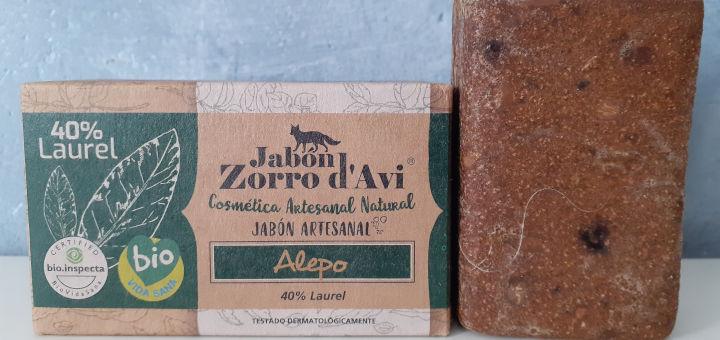 40%
Laurel
Jabón
Zorro d'Avi®
Cosmética Artesanal Natural
JABÓN ARTESANAL
Alepo
40% Laurel
TESTADO DERMATOLÓGICAMENTE
CERTIFIED
bio.inspecta
BioVidaSana
bio
VIDA SANA